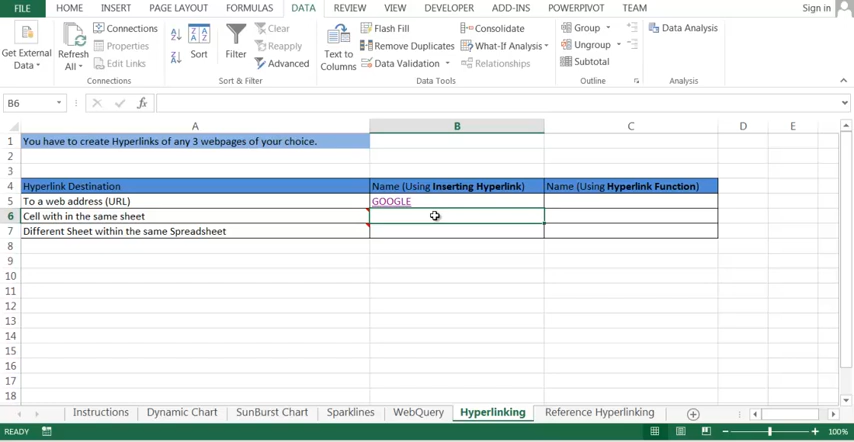 FILE HOME INSERT PAGE LAYOUT FORMULAS DATA REVIEW VIEW DEVELOPER ADD-INS POWERPIVOT TEAM Sign in
Get External Data
Refresh All
Connections
Properties
Edit Links
Connections
Sort
Filter
Clear
Reapply
Advanced
Sort & Filter
Text to Columns
Flash Fill
Remove Duplicates
Data Validation
Consolidate
What-If Analysis
Relationships
Data Tools
Group
Ungroup
Subtotal
Outline
Data Analysis
Analysis
B6 fx
A B C D E
1 You have to create Hyperlinks of any 3 webpages of your choice.
2
3
4 Hyperlink Destination Name (Using Inserting Hyperlink) Name (Using Hyperlink Function)
5 To a web address (URL) GOOGLE
6 Cell with in the same sheet
7 Different Sheet within the same Spreadsheet
8
9
10
11
12
13
14
15
16
17
18
Instructions Dynamic Chart SunBurst Chart Sparklines WebQuery Hyperlinking Reference Hyperlinking
READY 100%